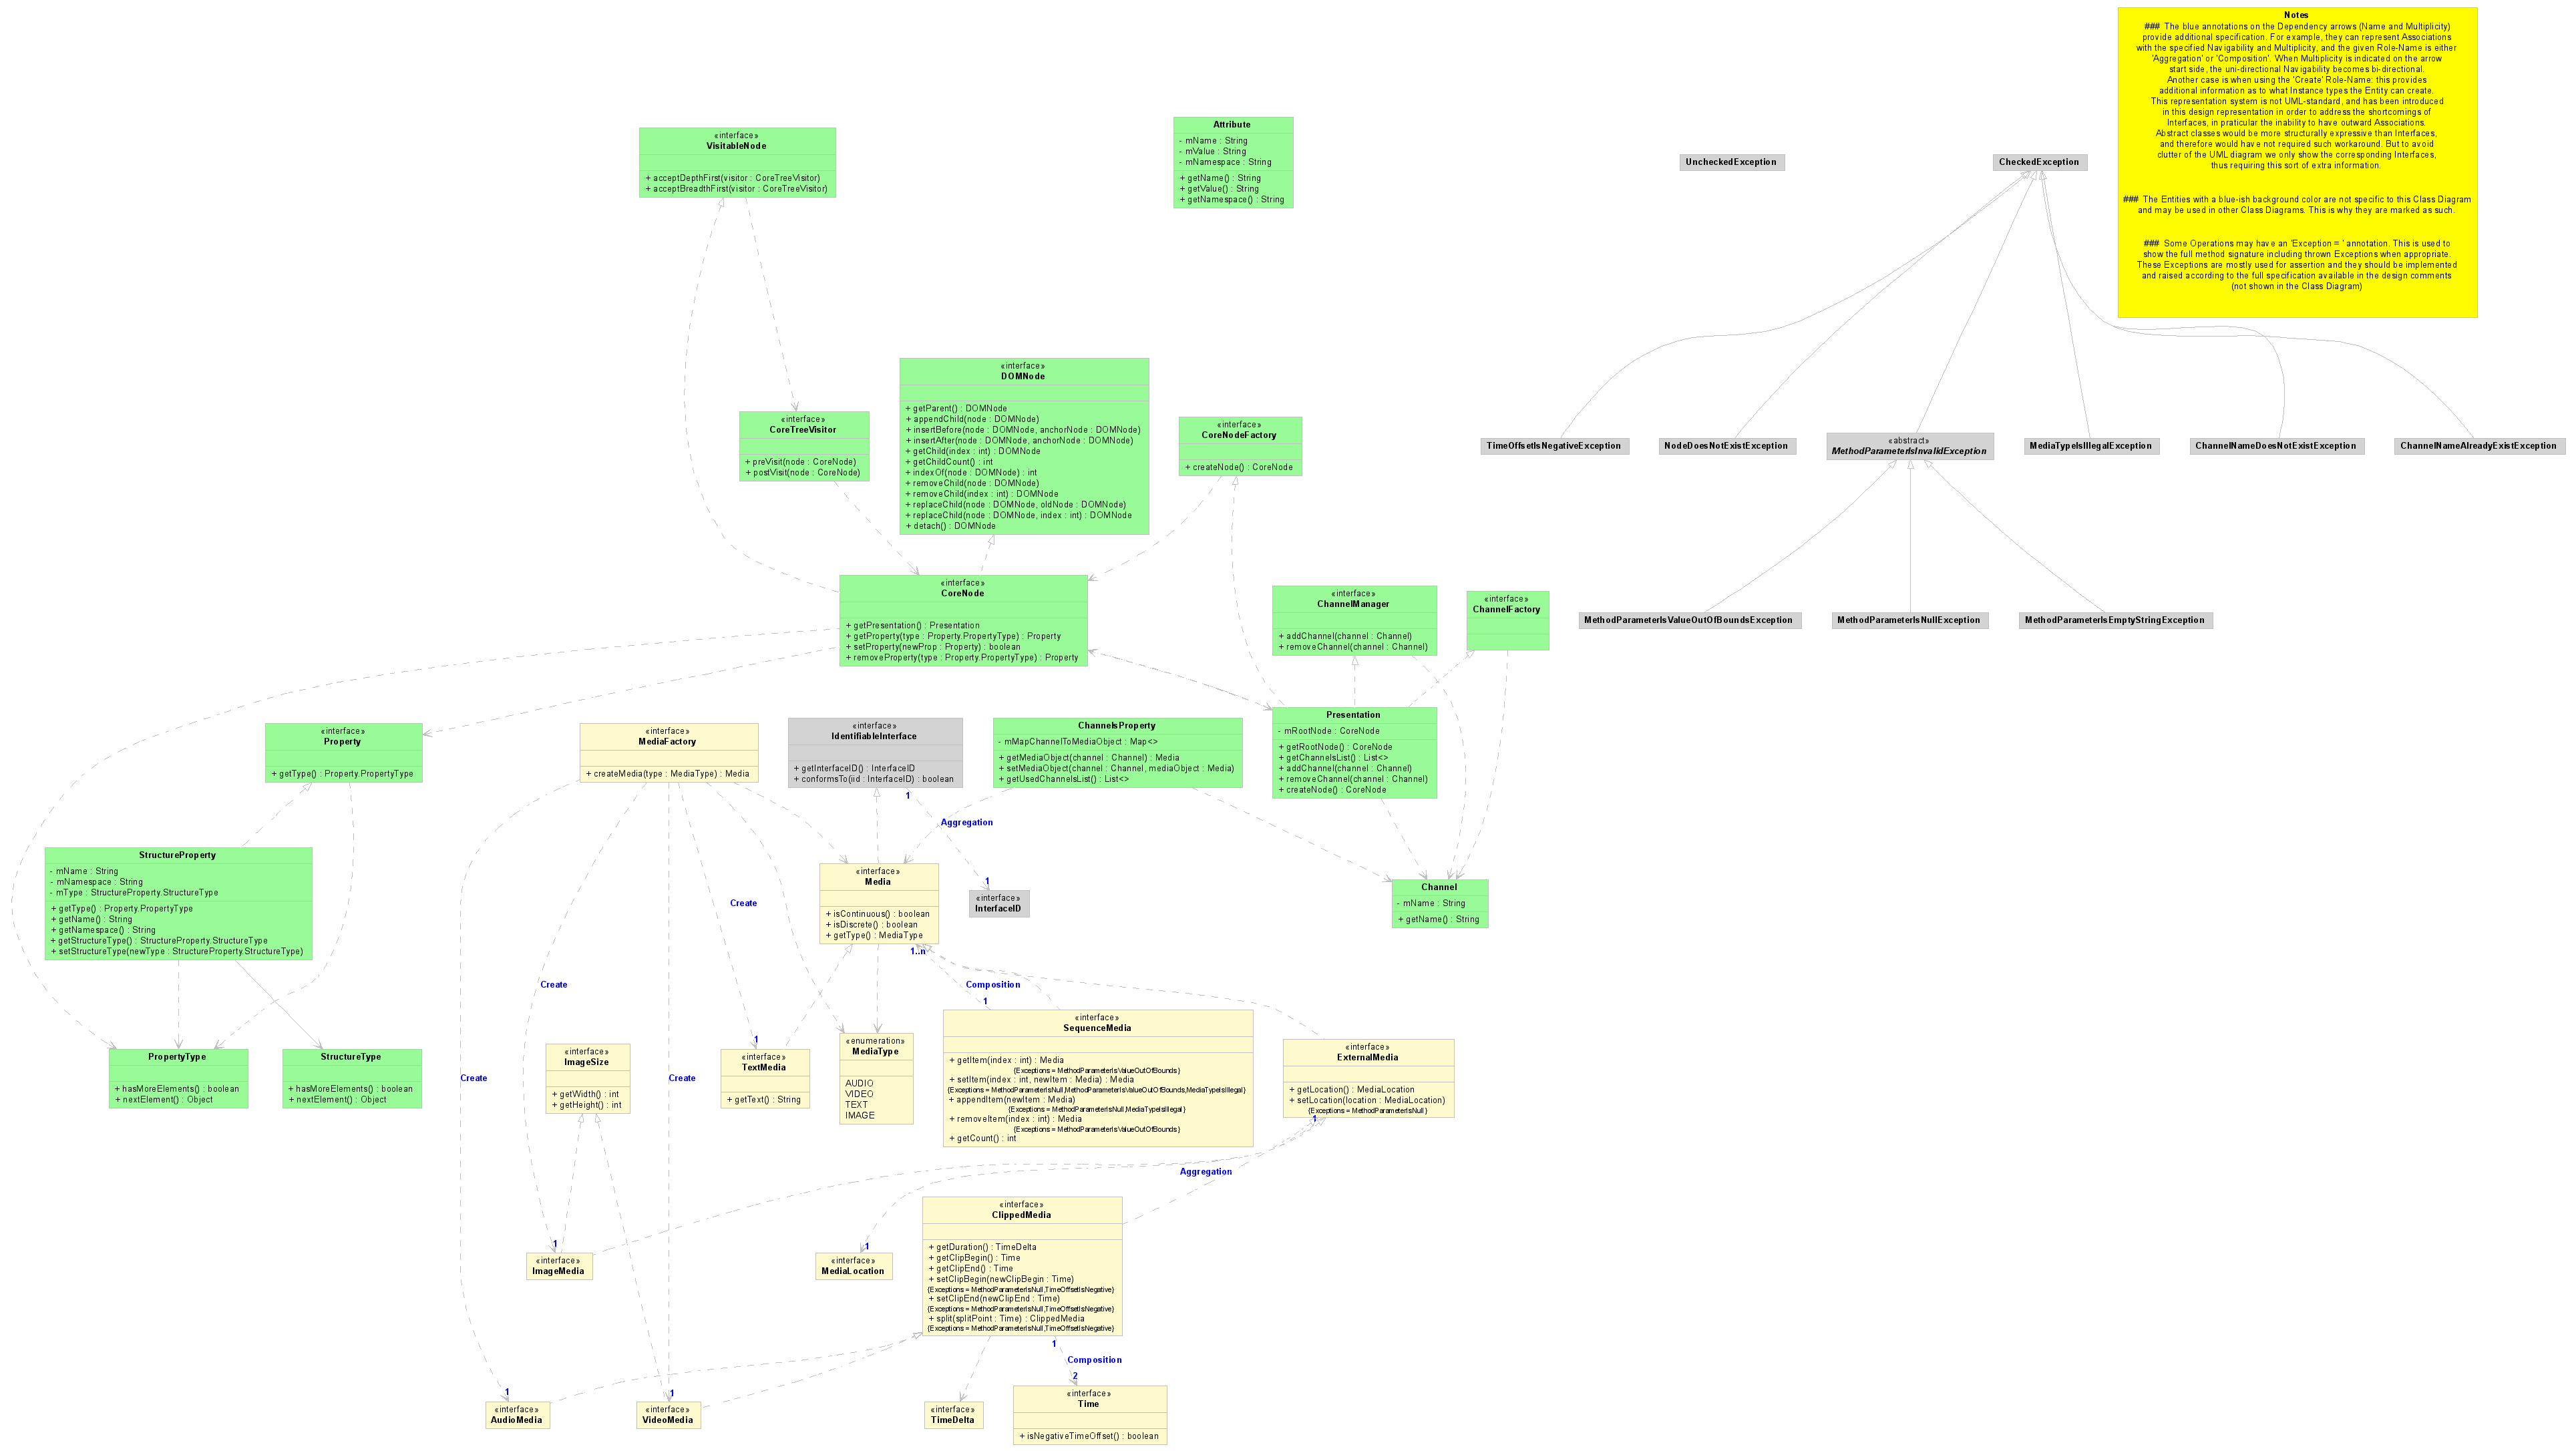 Notes
### The blue annotations on the Dependency arrows (Name and Multiplicity)
provide additional specification. For example, they can represent Associations
with the specified Navigability and Multiplicity, and the given Role-Name is either
'Aggregation' or 'Composition'. When Multiplicity is indicated on the arrow
start side, the uni-directional Navigability becomes bi-directional.
Another case is when using the 'Create' Role-Name: this provides
additional information as to what Instance types the Entity can create.
This representation system is not UML-standard, and has been introduced
in this design representation in order to address the shortcomings of
Interfaces, in praticular the inability to have outward Associations.
Abstract classes would be more structurally expressive than Interfaces,
and therefore would have not required such workaround. But to avoid
clutter of the UML diagram we only show the corresponding Interfaces,
thus requiring this sort of extra information.
### The Entities with a blue-ish background color are not specific to this Class Diagram
and may be used in other Class Diagrams. This is why they are marked as such.
### Some Operations may have an 'Exception = ' annotation. This is used to
show the full method signature including thrown Exceptions when appropriate.
These Exceptions are mostly used for assertion and they should be implemented
and raised according to the full specification available in the design comments
(not shown in the Class Diagram)
«interface»
VisitableNode
+ acceptDepthFirst(visitor : CoreTreeVisitor)
+ acceptBreadthFirst(visitor : CoreTreeVisitor)
Attribute
- mName : String
- mValue : String
- mNamespace : String
+ getName() : String
+ getValue() : String
+ getNamespace() : String
UncheckedException
CheckedException
«interface»
DOMNode
+ getParent() : DOMNode
+ appendChild(node : DOMNode)
+ insertBefore(node : DOMNode, anchorNode : DOMNode)
+ insertAfter(node : DOMNode, anchorNode : DOMNode)
+ getChild(index : int) : DOMNode
+ getChildCount() : int
+ indexOf(node : DOMNode) : int
+ removeChild(node : DOMNode)
+ removeChild(index : int) : DOMNode
+ replaceChild(node : DOMNode, oldNode : DOMNode)
+ replaceChild(node : DOMNode, index : int) : DOMNode
+ detach() : DOMNode
«interface»
CoreTreeVisitor
+ preVisit(node : CoreNode)
+ postVisit(node : CoreNode)
«interface»
CoreNodeFactory
+ createNode() : CoreNode
TimeOffsetIsNegativeException
NodeDoesNotExistException
«abstract»
MethodParameterIsInvalidException
MediaTypeIsIllegalException
ChannelNameDoesNotExistException
ChannelNameAlreadyExistException
«interface»
CoreNode
+ getPresentation() : Presentation
+ getProperty(type : Property.PropertyType) : Property
+ setProperty(newProp : Property) : boolean
+ removeProperty(type : Property.PropertyType) : Property
«interface»
ChannelManager
+ addChannel(channel : Channel)
+ removeChannel(channel : Channel)
«interface»
ChannelFactory
MethodParameterIsValueOutOfBoundsException
MethodParameterIsNullException
MethodParameterIsEmptyStringException
«interface»
Property
+ getType() : Property.PropertyType
«interface»
MediaFactory
+ createMedia(type : MediaType) : Media
«interface»
IdentifiableInterface
+ getInterfaceID() : InterfaceID
+ conformsTo(iid : InterfaceID) : boolean
ChannelsProperty
- mMapChannelToMediaObject : Map<>
+ getMediaObject(channel : Channel) : Media
+ setMediaObject(channel : Channel, mediaObject : Media)
+ getUsedChannelsList() : List<>
Presentation
- mRootNode : CoreNode
+ getRootNode() : CoreNode
+ getChannelsList() : List<>
+ addChannel(channel : Channel)
+ removeChannel(channel : Channel)
+ createNode() : CoreNode
1
Aggregation
StructureProperty
- mName : String
- mNamespace : String
- mType : StructureProperty.StructureType
+ getType() : Property.PropertyType
+ getName() : String
+ getNamespace() : String
+ getStructureType() : StructureProperty.StructureType
+ setStructureType(newType : StructureProperty.StructureType)
Create
«interface»
Media
+ isContinuous() : boolean
+ isDiscrete() : boolean
+ getType() : MediaType
1
«interface»
InterfaceID
Channel
- mName : String
+ getName() : String
1..n
Create
Composition
1
PropertyType
+ hasMoreElements() : boolean
+ nextElement() : Object
StructureType
+ hasMoreElements() : boolean
+ nextElement() : Object
Create
«interface»
ImageSize
+ getWidth() : int
+ getHeight() : int
Create
1
«interface»
TextMedia
+ getText() : String
«enumeration»
MediaType
AUDIO
VIDEO
TEXT
IMAGE
«interface»
SequenceMedia
+ getItem(index : int) : Media
{Exceptions = MethodParameterIsValueOutOfBounds}
+ setItem(index : int, newItem : Media) : Media
{Exceptions = MethodParameterIsNull,MethodParameterIsValueOutOfBounds,MediaTypeIsIllegal}
+ appendItem(newItem : Media)
{Exceptions = MethodParameterIsNull,MediaTypeIsIllegal}
+ removeItem(index : int) : Media
{Exceptions = MethodParameterIsValueOutOfBounds}
+ getCount() : int
«interface»
ExternalMedia
+ getLocation() : MediaLocation
+ setLocation(location : MediaLocation)
{Exceptions = MethodParameterIsNull}
1
Aggregation
1
«interface»
ImageMedia
1
«interface»
MediaLocation
«interface»
ClippedMedia
+ getDuration() : TimeDelta
+ getClipBegin() : Time
+ getClipEnd() : Time
+ setClipBegin(newClipBegin : Time)
{Exceptions = MethodParameterIsNull,TimeOffsetIsNegative}
+ setClipEnd(newClipEnd : Time)
{Exceptions = MethodParameterIsNull,TimeOffsetIsNegative}
+ split(splitPoint : Time) : ClippedMedia
{Exceptions = MethodParameterIsNull,TimeOffsetIsNegative}
1
Composition
2
1
«interface»
AudioMedia
1
«interface»
VideoMedia
«interface»
TimeDelta
«interface»
Time
+ isNegativeTimeOffset() : boolean